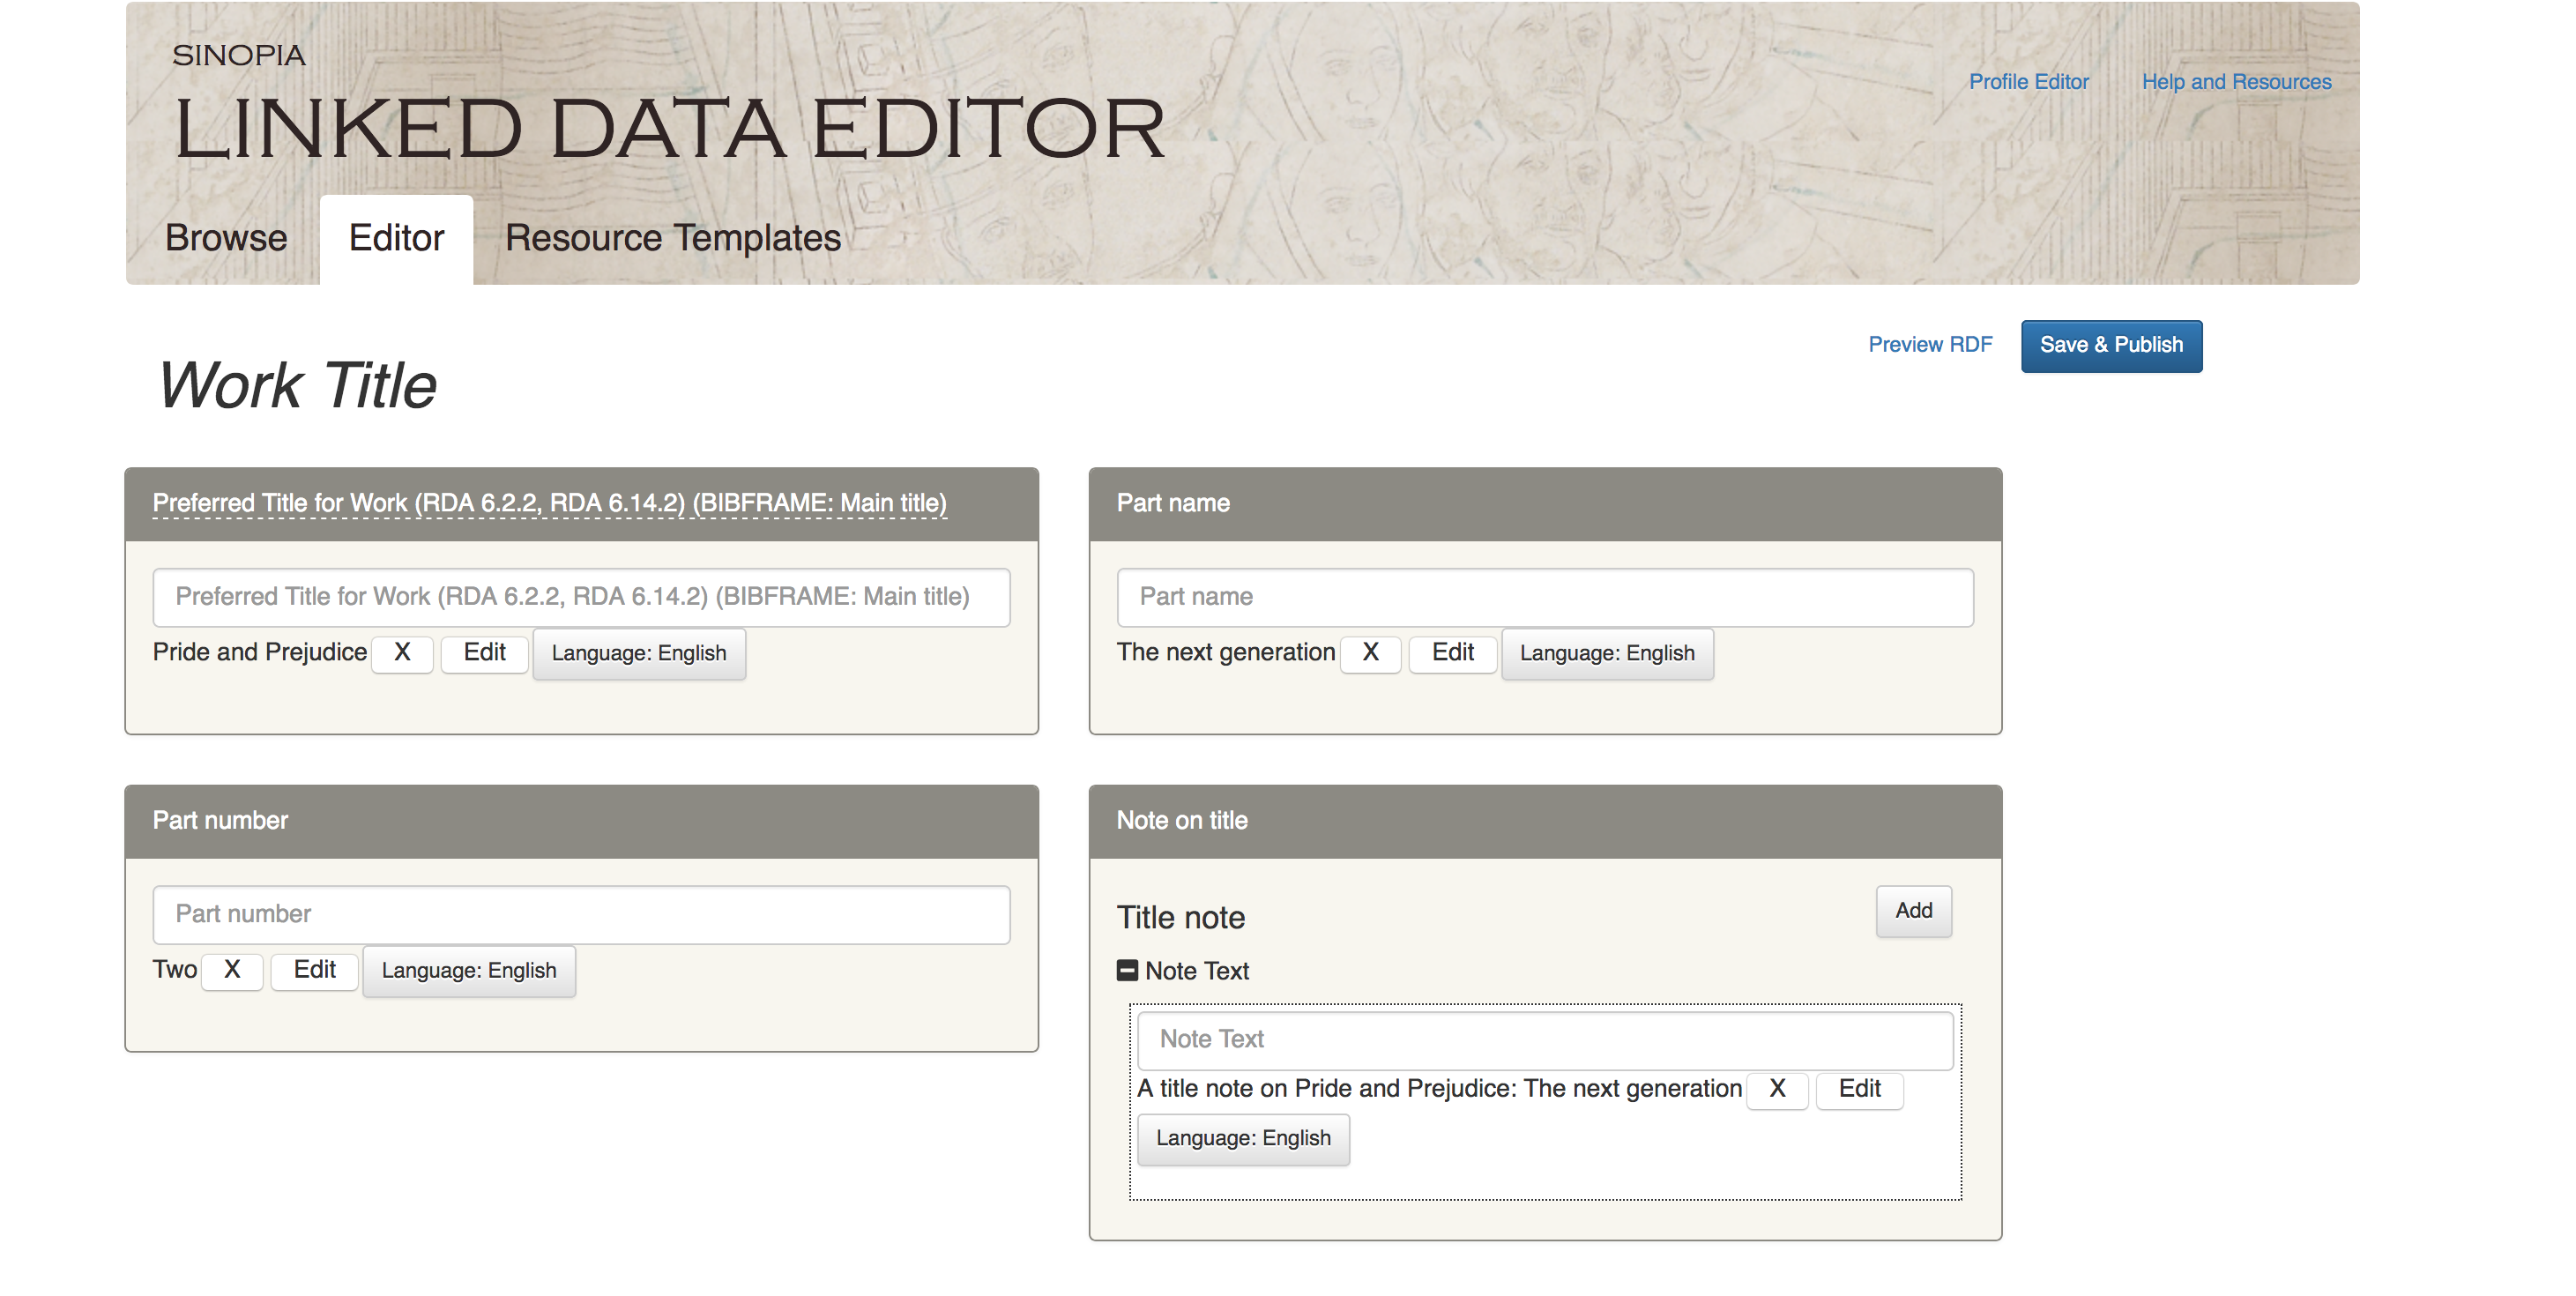 SINOPIA
LINKED DATA EDITOR
Profile Editor Help and Resources
Browse Editor Resource Templates
Preview RDF Save & Publish
Work Title
Preferred Title for Work (RDA 6.2.2, RDA 6.14.2) (BIBFRAME: Main title)
Preferred Title for Work (RDA 6.2.2, RDA 6.14.2) (BIBFRAME: Main title)
Pride and Prejudice X Edit Language: English
Part name
Part name
The next generation X Edit Language: English
Part number
Part number
Two X Edit Language: English
Note on title
Title note Add
Note Text
Note Text
A title note on Pride and Prejudice: The next generation X Edit
Language: English